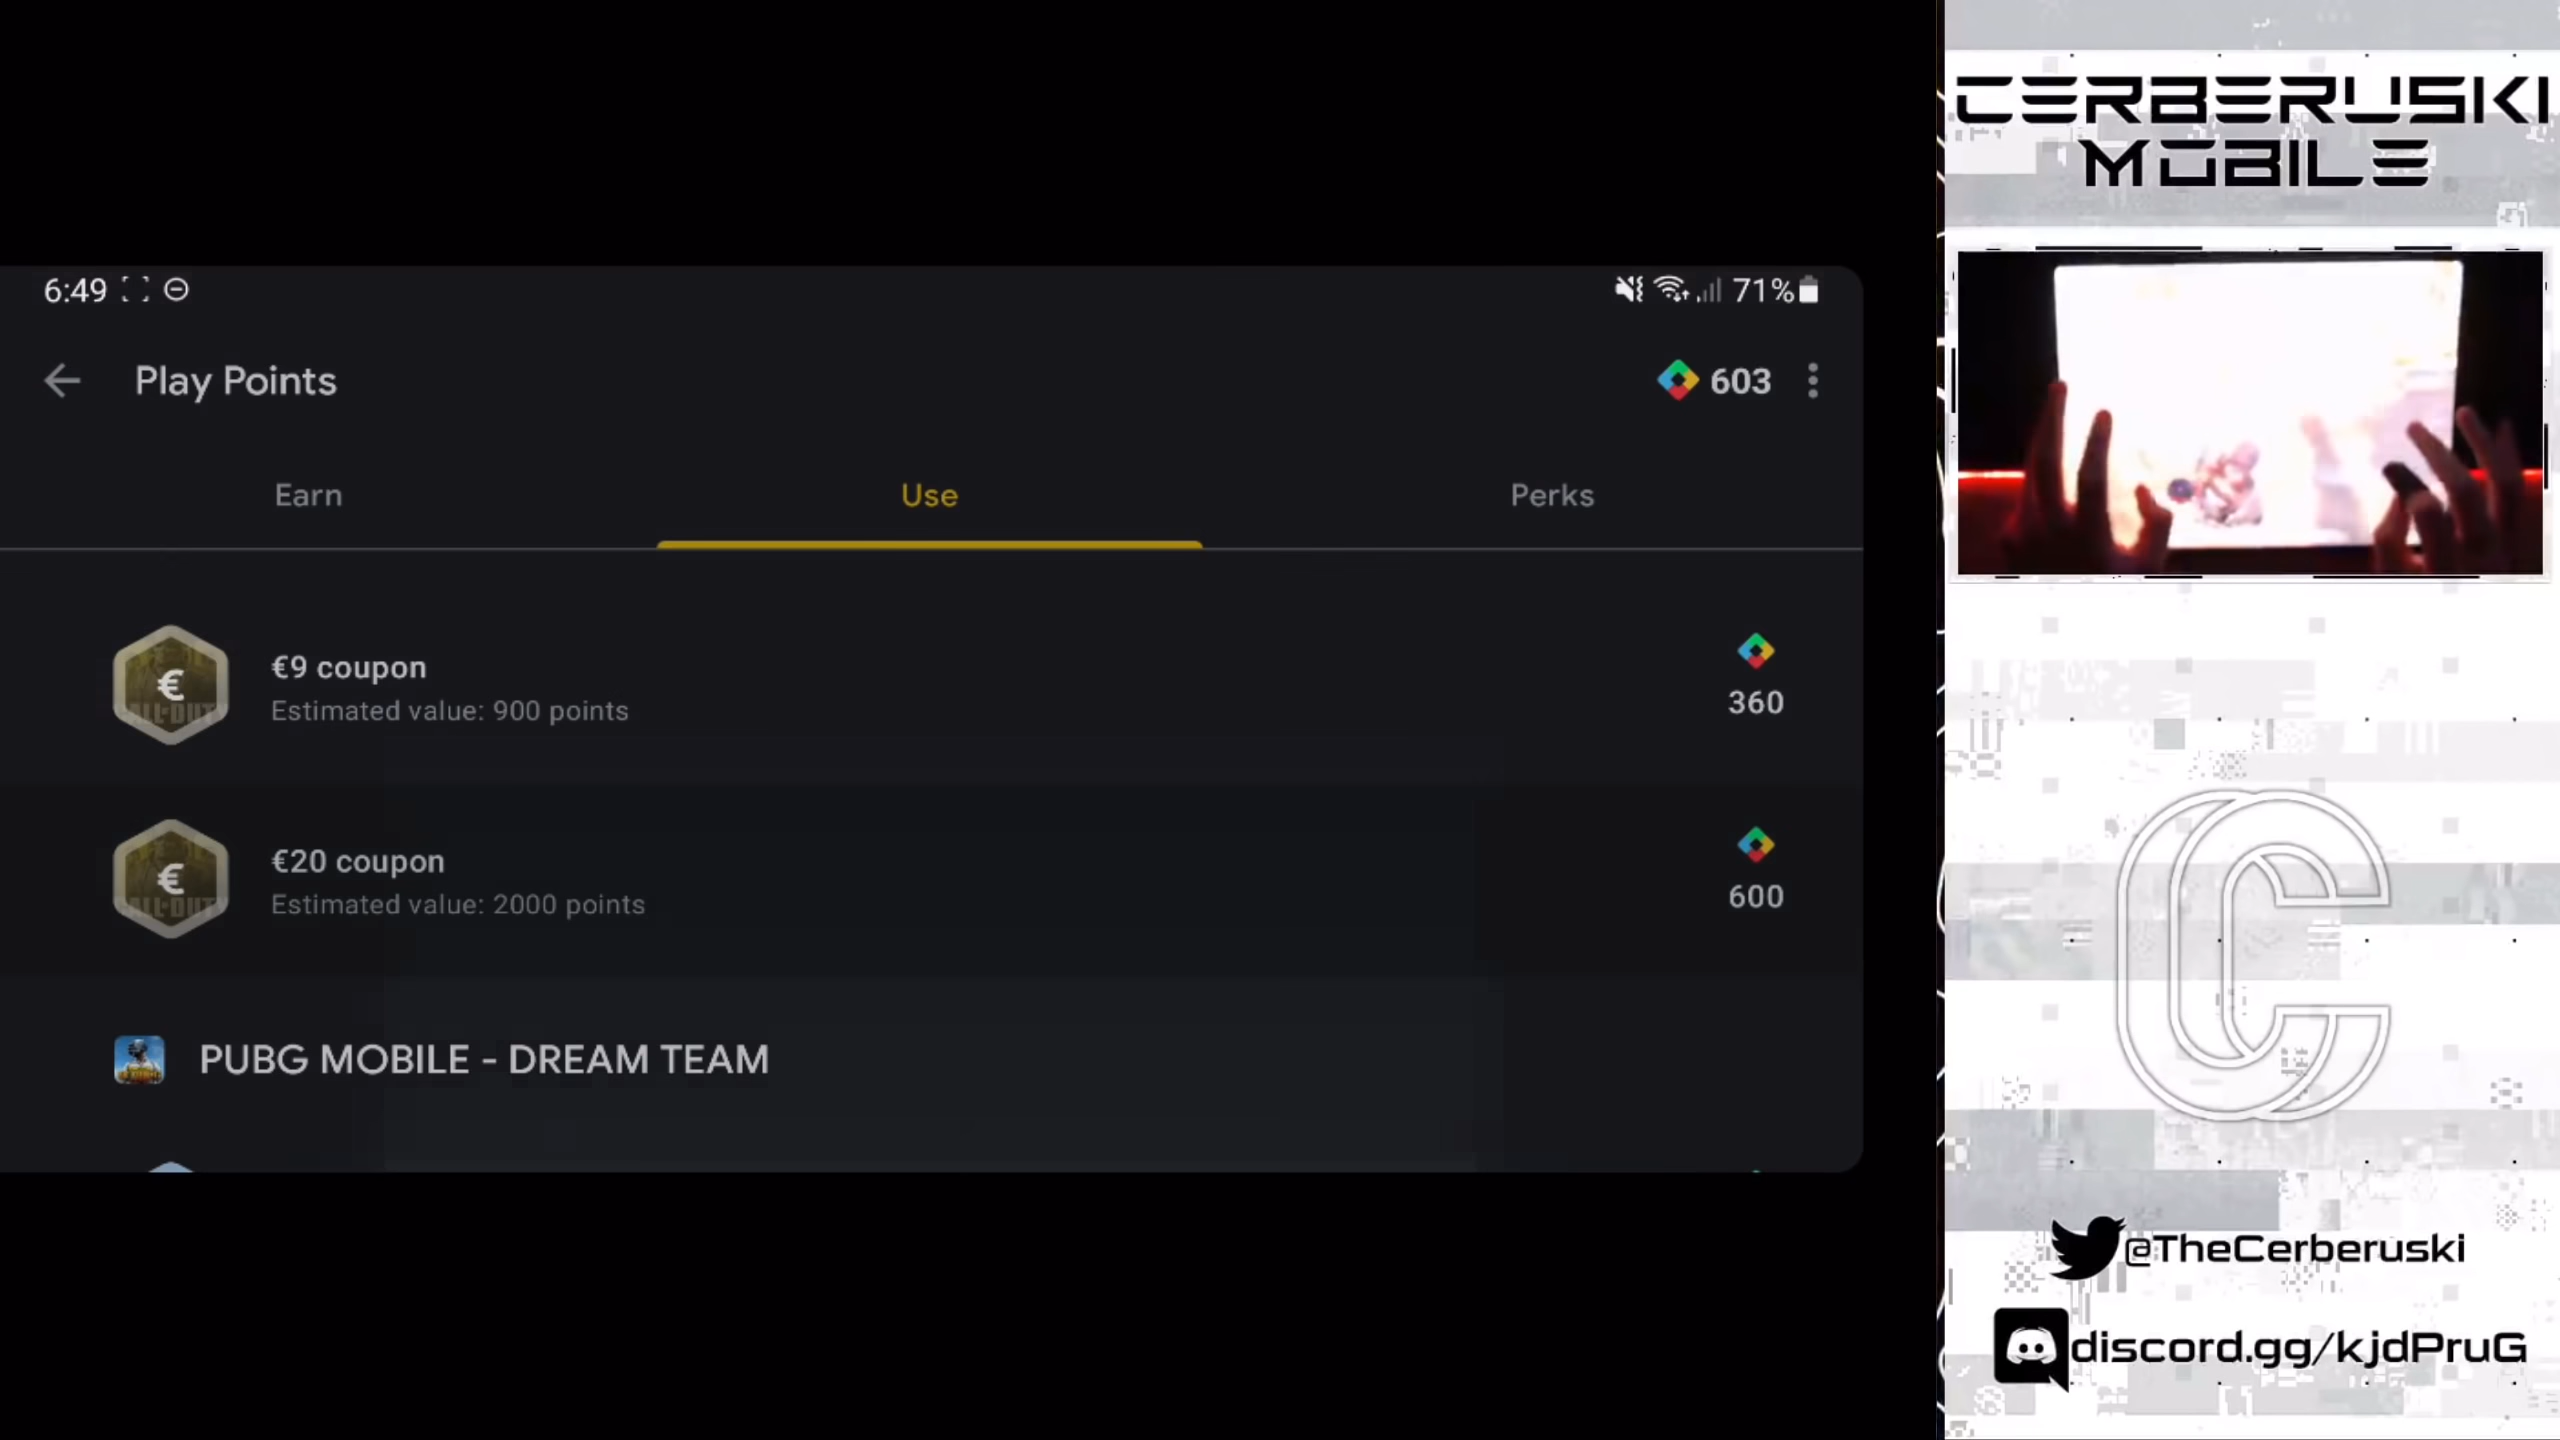 6:49
71%
Play Points
603
Earn
Use
Perks
€9 coupon
Estimated value: 900 points
360
€20 coupon
Estimated value: 2000 points
600
PUBG MOBILE - DREAM TEAM
CERBERUSKI
MOBILE
@TheCerberuski
discord.gg/kjdPruG